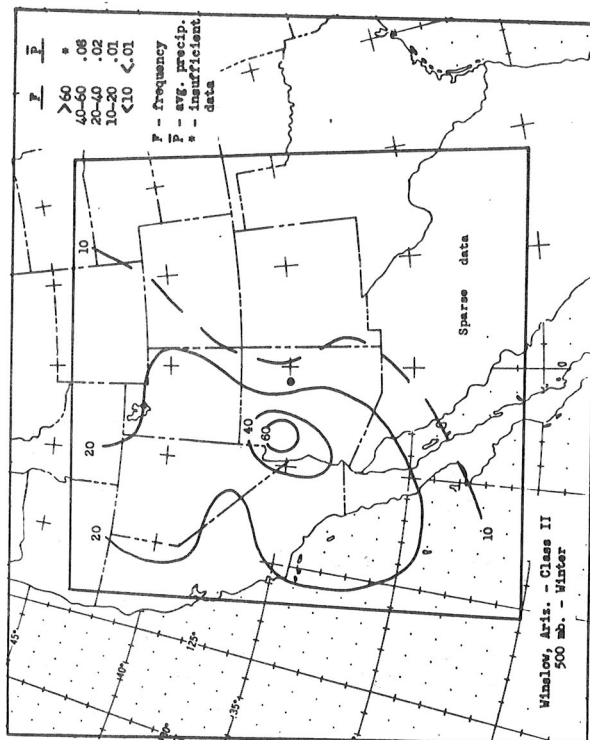 F P
>60 *
40-60 .08
20-40 .02
10-20 .01
<10 <.01
F - frequency
P - avg. precip.
* - insufficient
data
10
20
20
40
60
10
Sparse data
45°
40°
35°
125°
Winslow, Ariz. - Class II
500 mb. - Winter